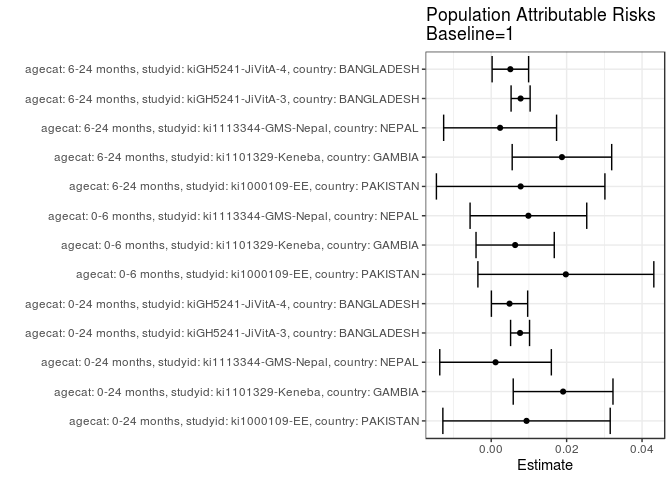 Population Attributable Risks
Baseline=1
agecat: 6-24 months, studyid: kiGH5241-JiVitA-4, country: BANGLADESH
agecat: 6-24 months, studyid: kiGH5241-JiVitA-3, country: BANGLADESH
agecat: 6-24 months, studyid: ki1113344-GMS-Nepal, country: NEPAL
agecat: 6-24 months, studyid: ki1101329-Keneba, country: GAMBIA
agecat: 6-24 months, studyid: ki1000109-EE, country: PAKISTAN
agecat: 0-6 months, studyid: ki1113344-GMS-Nepal, country: NEPAL
agecat: 0-6 months, studyid: ki1101329-Keneba, country: GAMBIA
agecat: 0-6 months, studyid: ki1000109-EE, country: PAKISTAN
agecat: 0-24 months, studyid: kiGH5241-JiVitA-4, country: BANGLADESH
agecat: 0-24 months, studyid: kiGH5241-JiVitA-3, country: BANGLADESH
agecat: 0-24 months, studyid: ki1113344-GMS-Nepal, country: NEPAL
agecat: 0-24 months, studyid: ki1101329-Keneba, country: GAMBIA
agecat: 0-24 months, studyid: ki1000109-EE, country: PAKISTAN
0.00 0.02 0.04
Estimate